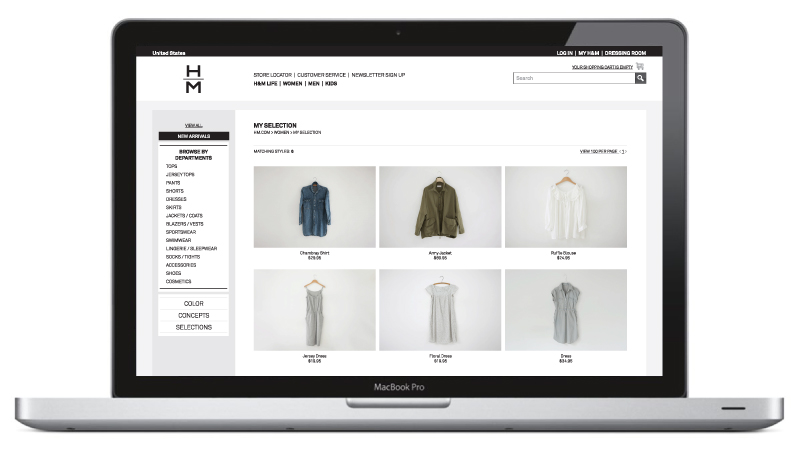 United States
LOG IN | MY H&M | DRESSING ROOM
H
M
STORE LOCATOR | CUSTOMER SERVICE | NEWSLETTER SIGN UP
H&M LIFE | WOMEN | MEN | KIDS
YOUR SHOPPING CART IS EMPTY
Search
VIEW ALL
NEW ARRIVALS
BROWSE BY
DEPARTMENTS
TOPS
JERSEY TOPS
PANTS
SHORTS
DRESSES
SKIRTS
JACKETS / COATS
BLAZERS / VESTS
SPORTSWEAR
SWIMWEAR
LINGERIE / SLEEPWEAR
SOCKS / TIGHTS
ACCESSORIES
SHOES
COSMETICS
COLOR
CONCEPTS
SELECTIONS
MY SELECTION
HM.COM > WOMEN > MY SELECTION
MATCHING STYLES: 6
VIEW 100 PER PAGE < 1 >
Chambray Shirt
$29.95
Army Jacket
$69.95
Ruffle Blouse
$24.95
Jersey Dress
$19.95
Floral Dress
$19.95
Dress
$34.95
MacBook Pro